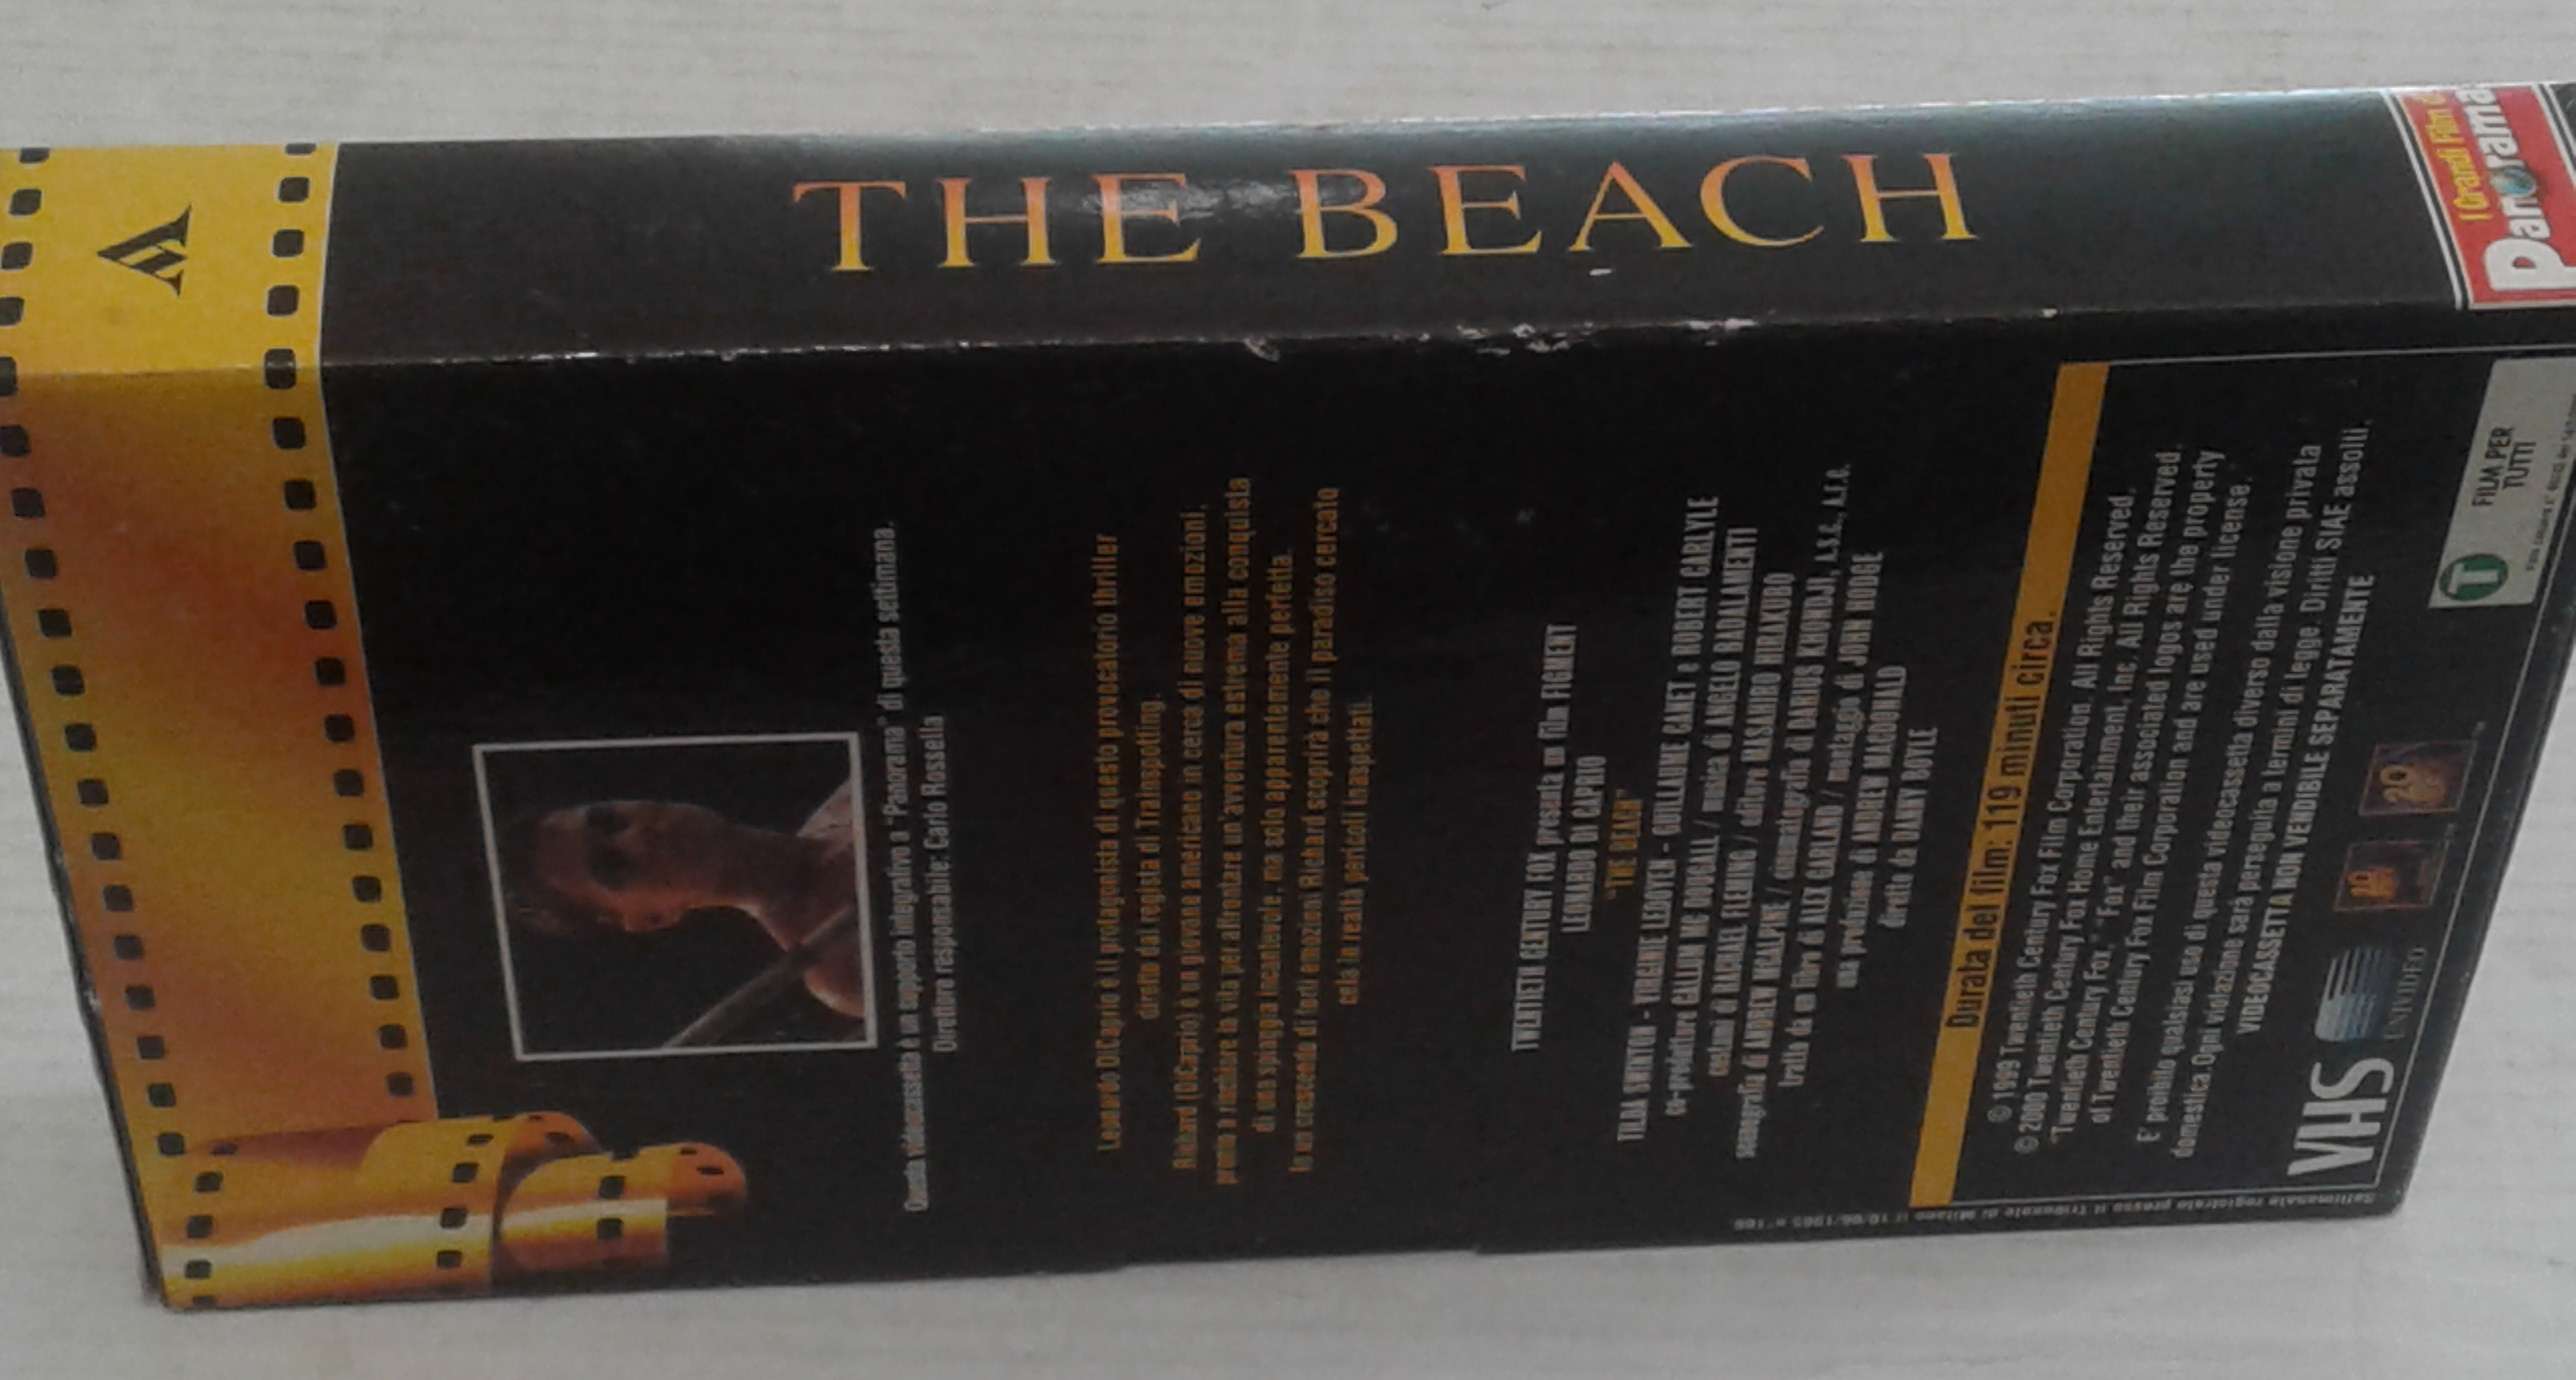 THE BEACH
I Grandi Film di
Panorama
Questa videocassetta è un supporto integrativo a "Panorama" di questa settimana.
Direttore responsabile: Carlo Rossella
Leonardo DiCaprio è il protagonista di questo provocatorio thriller
diretto dal regista di Trainspotting.
Richard (DiCaprio) è un giovane americano in cerca di nuove emozioni,
pronto a rischiare la vita per affrontare un avventura estrema alla conquista
di una spiaggia incantevole, ma solo apparentemente perfetta.
In un crescendo di forti emozioni Richard scoprirà che il paradiso cercato
cela in realtà pericoli inaspettati.
TWENTIETH CENTURY FOX presenta un film FIGMENT
LEONARDO DI CAPRIO
"THE BEACH"
TILDA SWINTON - VIRGINIE LEDOYEN - GUILLAUME CANET e ROBERT CARLYLE
co-produttore CALLUM MC DOUGALL / musica di ANGELO BADALAMENTI
costumi di RACHAEL FLEMING / editore MASAHIRO HIRAKUBO
scenografia di ANDREW MCALPINE / cinematografia di DARIUS KHONDJI, A.S.C., A.F.C.
tratto da un libro di ALEX GARLAND / montaggio di JOHN HODGE
una produzione di ANDREW MACDONALD
diretto da DANNY BOYLE
Durata del film: 119 minuti circa.
© 1999 Twentieth Century Fox Film Corporation. All Rights Reserved.
© 2000 Twentieth Century Fox Home Entertainment, Inc. All Rights Reserved.
"Twentieth Century Fox", "Fox" and their associated logos are the property
of Twentieth Century Fox Film Corporation and are used under license.
E' proibito qualsiasi uso di questa videocassetta diverso dalla visione privata
domestica. Ogni violazione sarà perseguita a termini di legge. Diritti SIAE assolti.
VIDEOCASSETTA NON VENDIBILE SEPARATAMENTE
VHS
UNIVIDEO
20
T
FILM PER
TUTTI
Settimanale registrato presso il Tribunale di Milano il 10/06/1965 n°166